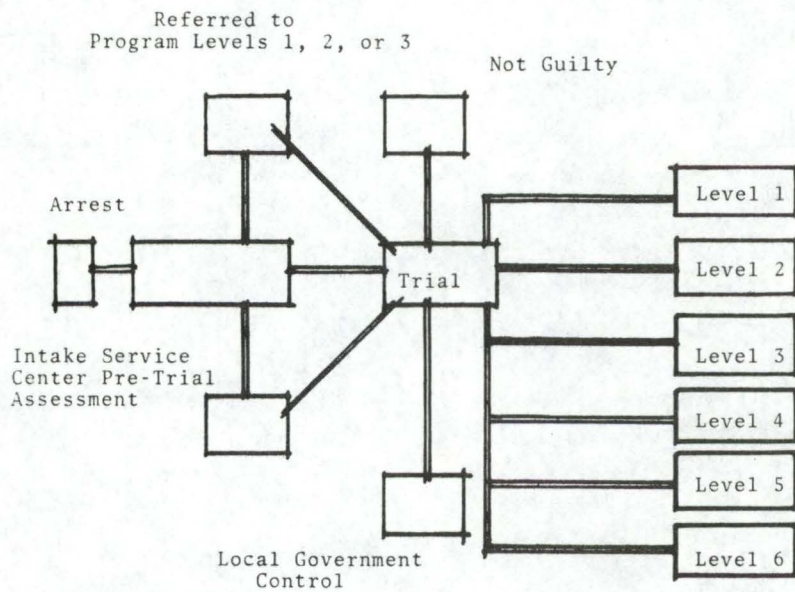 Referred to
Program Levels 1, 2, or 3
Not Guilty
Arrest
Level 1
Trial
Level 2
Level 3
Intake Service
Center Pre-Trial
Assessment
Level 4
Level 5
Level 6
Local Government
Control